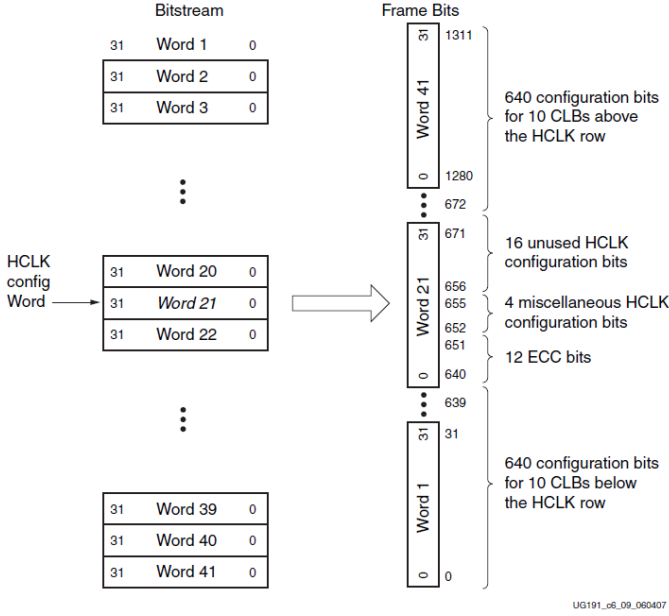 Bitstream
Frame Bits
31 Word 1 0
31 Word 2 0
31 Word 3 0
31 Word 20 0
HCLK
config
Word
31 Word 21 0
31 Word 22 0
31 Word 39 0
31 Word 40 0
31 Word 41 0
31 1311
Word 41
0 1280
672
31 671
656
Word 21
655
652
651
0 640
639
31 31
Word 1
0 0
640 configuration bits
for 10 CLBs above
the HCLK row
16 unused HCLK
configuration bits
4 miscellaneous HCLK
configuration bits
12 ECC bits
640 configuration bits
for 10 CLBs below
the HCLK row
UG191_c6_09_060407